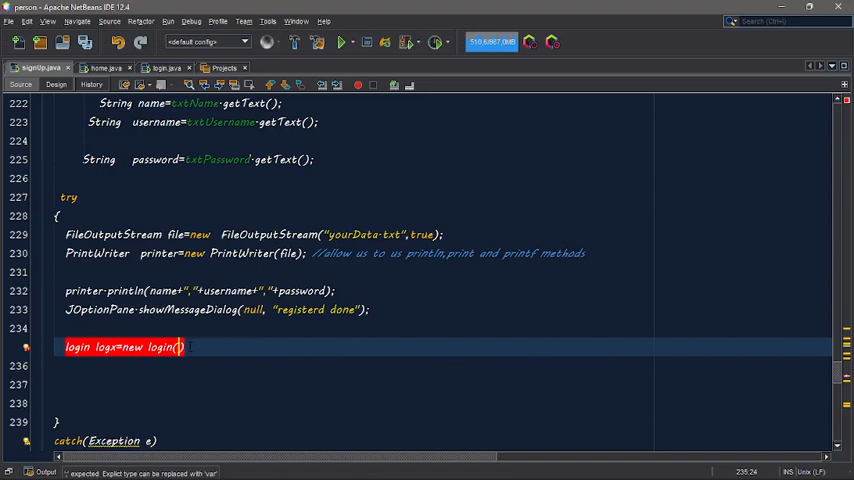 person - Apache NetBeans IDE 12.4
File Edit View Navigate Source Refactor Run Debug Profile Team Tools Window Help
Search (Ctrl+I)
<default config>
510,6/867,0MB
signUp.java home.java login.java Projects
Source Design History
222 String name=txtName.getText();
223 String username=txtUsername.getText();
224
225 String password=txtPassword.getText();
226
227 try
228 {
229 FileOutputStream file=new FileOutputStream("yourData.txt",true);
230 PrintWriter printer=new PrintWriter(file); //allow us to us println,print and printf methods
231
232 printer.println(name+","+username+","+password);
233 JOptionPane.showMessageDialog(null, "registerd done");
234
login logx=new login()
236
237
238
239 }
catch(Exception e)
Output ';' expected Explict type can be replaced with 'var' 235:24 INS Unix (LF)